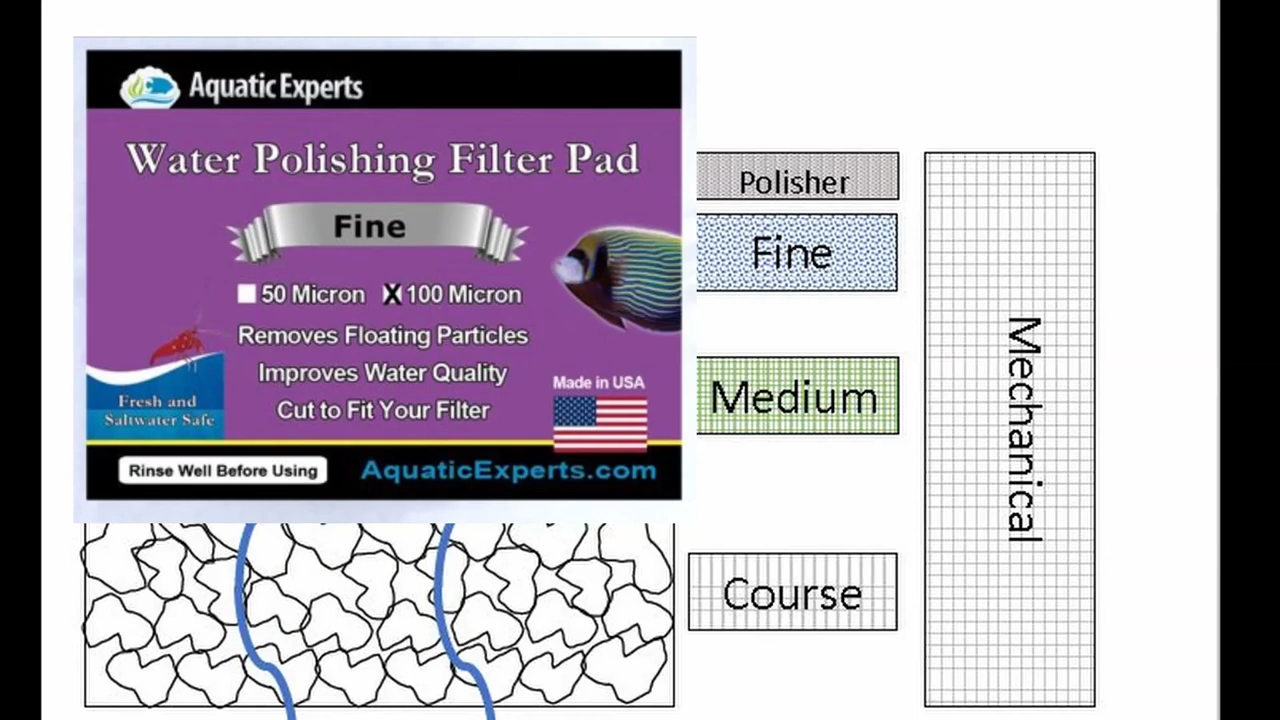 Aquatic Experts
Water Polishing Filter Pad
Fine
50 Micron X 100 Micron
Removes Floating Particles
Improves Water Quality
Cut to Fit Your Filter
Made in USA
Fresh and
Saltwater Safe
Rinse Well Before Using
AquaticExperts.com
Polisher
Fine
Medium
Course
Mechanical